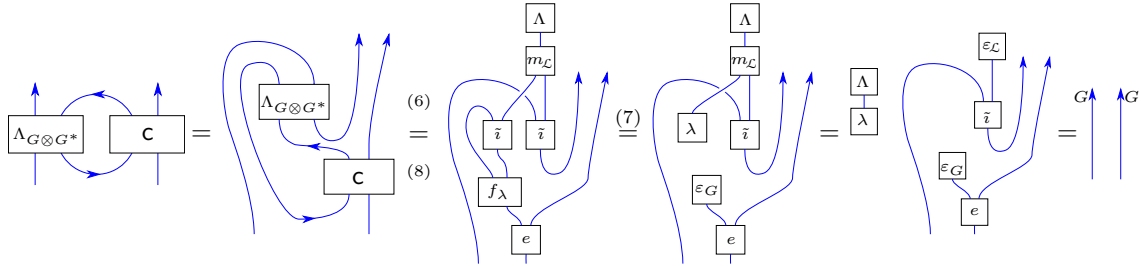 Λ_{G⊗G*} C
=
Λ_{G⊗G*}
C
(6)
=
(8)
Λ
m_ℒ
ĩ ĩ
f_λ
e
(7)
=
Λ
m_ℒ
λ ĩ
ε_G
e
=
Λ
λ
ε_ℒ
ĩ
ε_G
e
=
G G